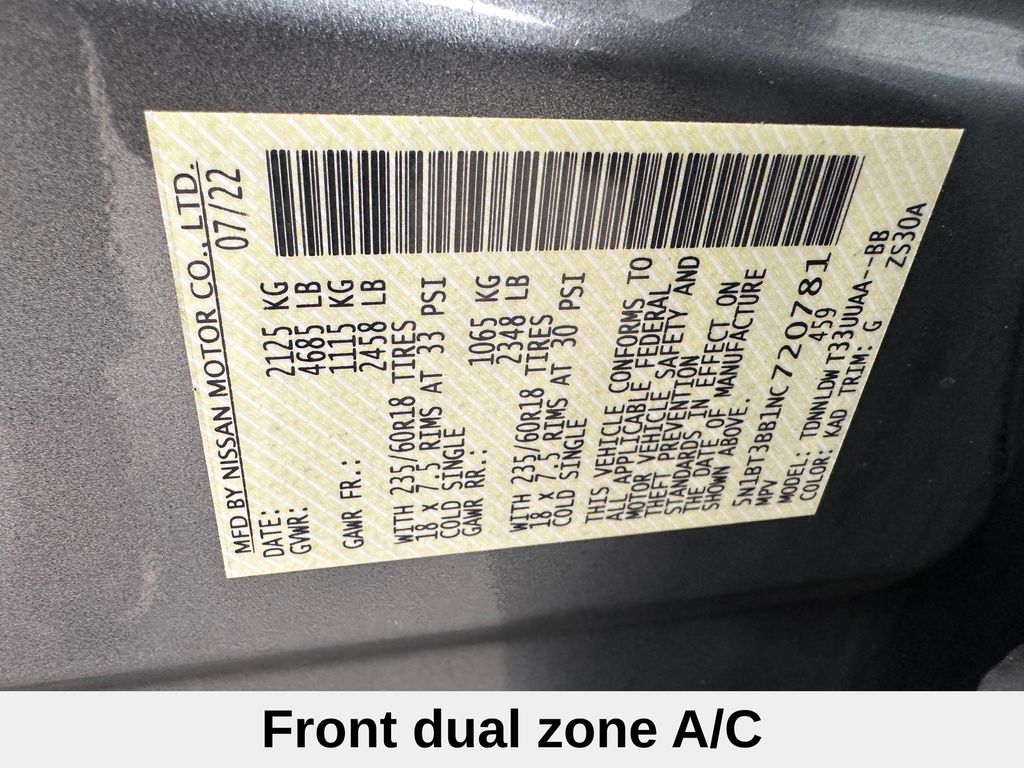 MFD BY NISSAN MOTOR CO., LTD.
DATE: 07/22
GVWR: 2125 KG
4685 LB
GAWR FR.: 1115 KG
2458 LB
WITH 235/60R18 TIRES
18 X 7.5 RIMS AT 33 PSI
COLD SINGLE
GAWR RR.: 1065 KG
2348 LB
WITH 235/60R18 TIRES
18 X 7.5 RIMS AT 30 PSI
COLD SINGLE
THIS VEHICLE CONFORMS TO
ALL APPLICABLE FEDERAL
MOTOR VEHICLE SAFETY AND
THEFT PREVENTION
STANDARDS IN EFFECT ON
THE DATE OF MANUFACTURE
SHOWN ABOVE.
5N1BT3BB1NC720781
MPV 459
MODEL: TDNNLDWT33UUAA--BB
COLOR: KAD TRIM: G ZS30A
Front dual zone A/C